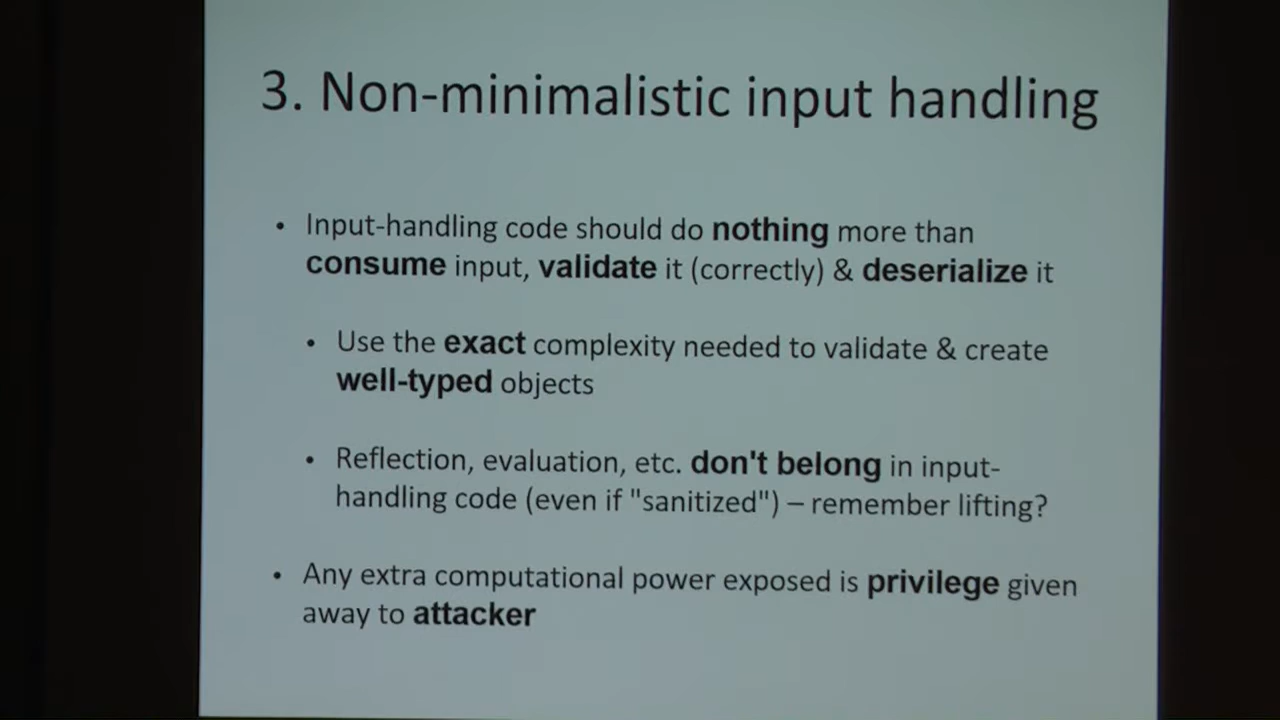 3. Non-minimalistic input handling
• Input-handling code should do nothing more than
consume input, validate it (correctly) & deserialize it
• Use the exact complexity needed to validate & create
well-typed objects
• Reflection, evaluation, etc. don't belong in input-
handling code (even if "sanitized") – remember lifting?
• Any extra computational power exposed is privilege given
away to attacker